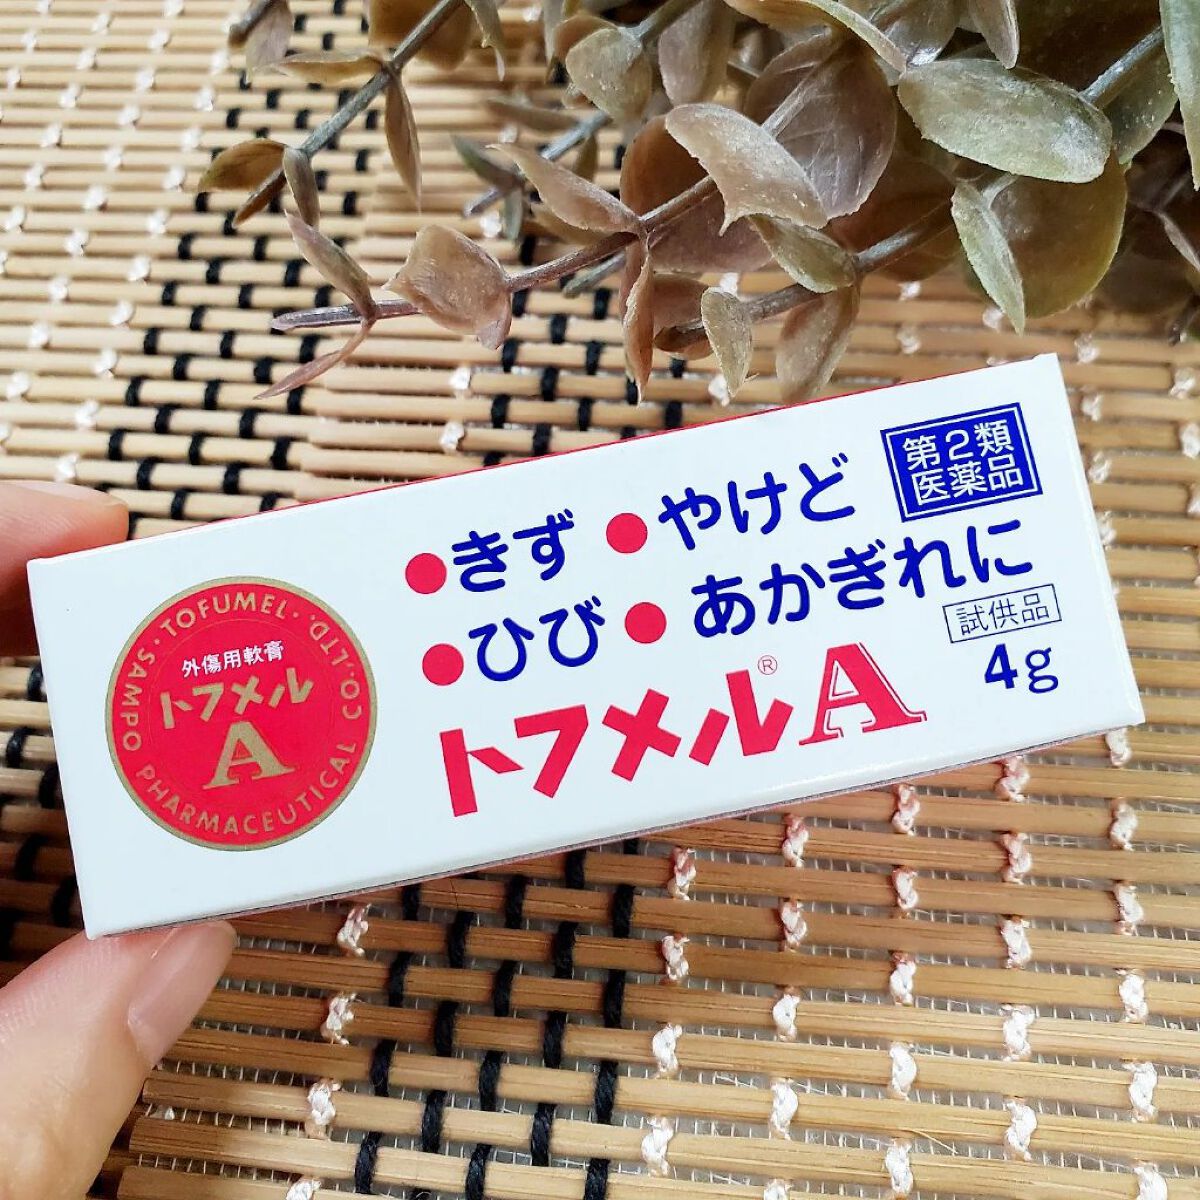 第2類
医薬品
●きず ●やけど
●ひび ●あかぎれに
試供品
トフメル®A 4g
TOFUMEL.
SAMPO PHARMACEUTICAL CO.,LTD.
外傷用軟膏
トフメル
A